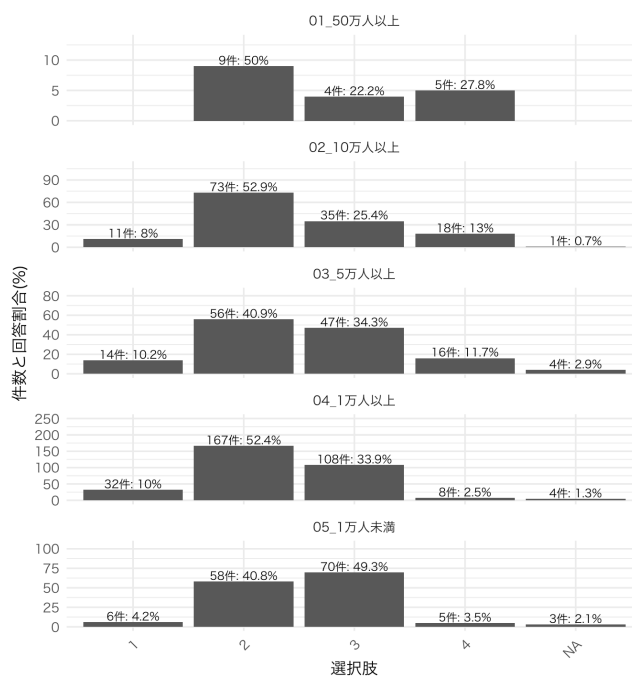 01_50万人以上
10
5
0
9件: 50%
4件: 22.2%
5件: 27.8%
02_10万人以上
90
60
30
0
11件: 8%
73件: 52.9%
35件: 25.4%
18件: 13%
1件: 0.7%
03_5万人以上
80
60
40
20
0
14件: 10.2%
56件: 40.9%
47件: 34.3%
16件: 11.7%
4件: 2.9%
04_1万人以上
250
200
150
100
50
0
32件: 10%
167件: 52.4%
108件: 33.9%
8件: 2.5%
4件: 1.3%
05_1万人未満
100
75
50
25
0
6件: 4.2%
58件: 40.8%
70件: 49.3%
5件: 3.5%
3件: 2.1%
1
2
3
4
NA
選択肢
件数と回答割合(%)